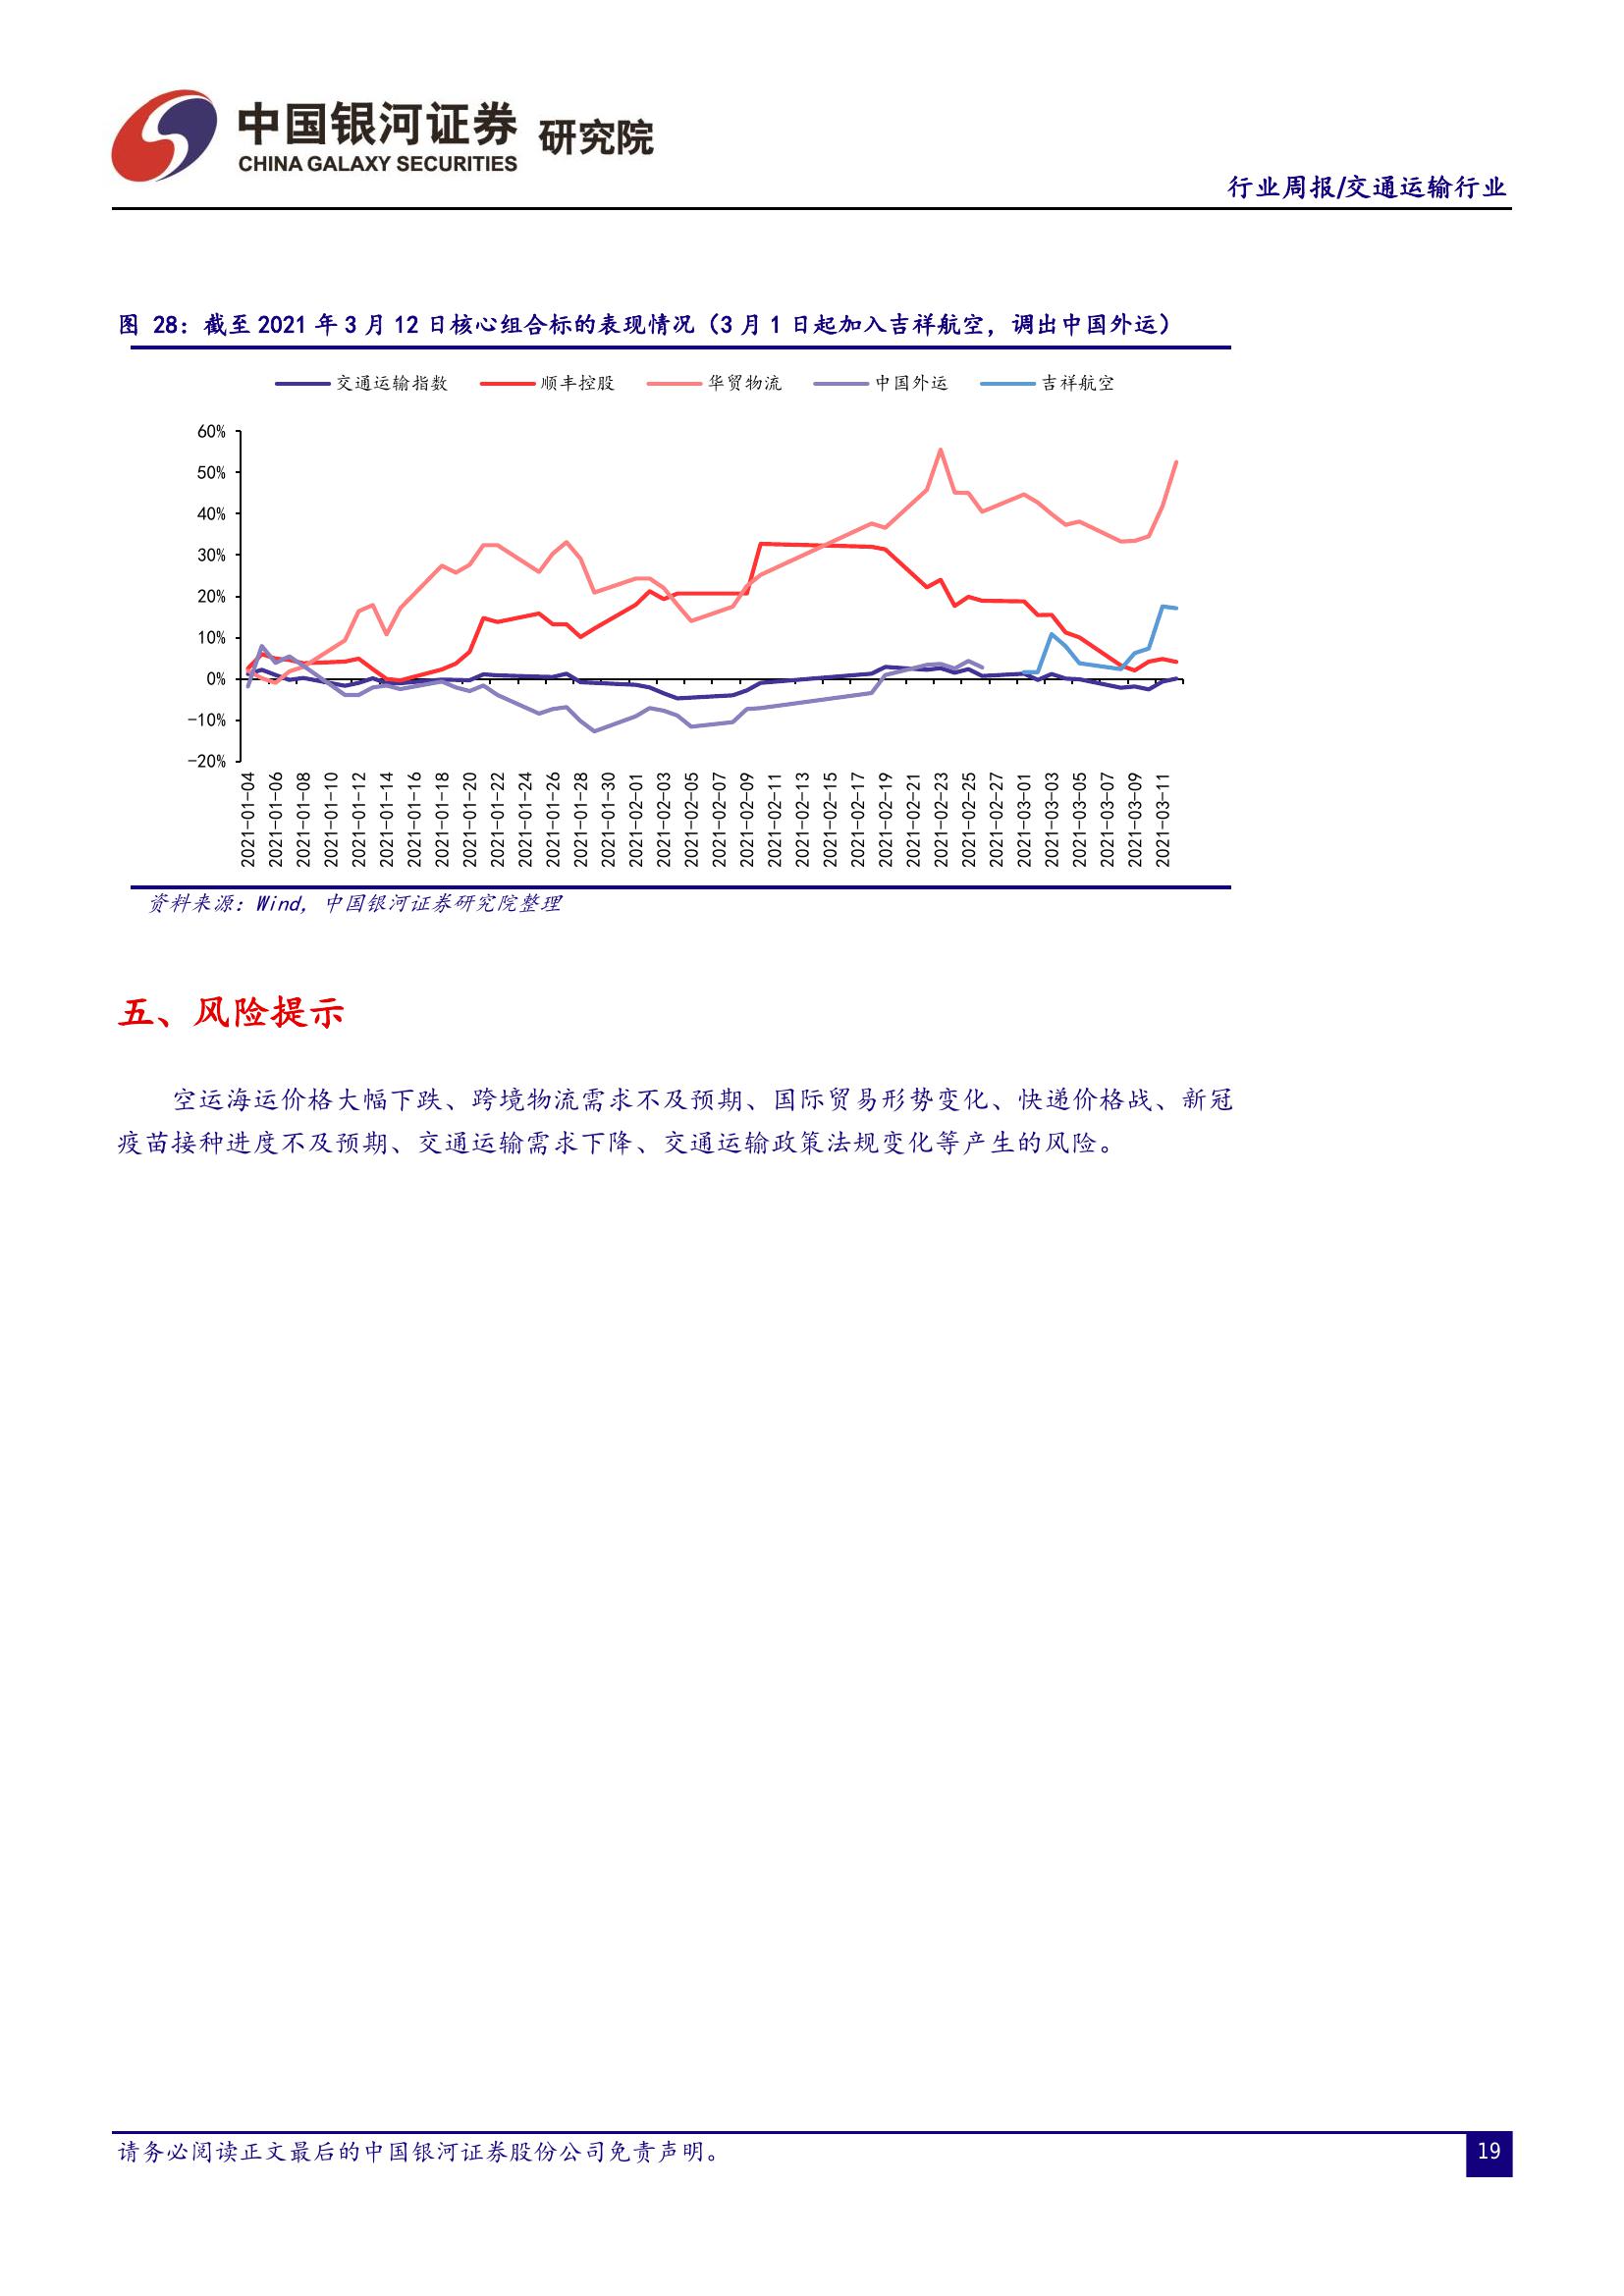 中国银河证券 研究院
CHINA GALAXY SECURITIES
行业周报/交通运输行业
图 28：截至 2021 年 3 月 12 日核心组合标的表现情况（3 月 1 日起加入吉祥航空，调出中国外运）
交通运输指数 顺丰控股 华贸物流 中国外运 吉祥航空
60%
50%
40%
30%
20%
10%
0%
-10%
-20%
2021-01-04 2021-01-06 2021-01-08 2021-01-10 2021-01-12 2021-01-14 2021-01-16 2021-01-18 2021-01-20 2021-01-22 2021-01-24 2021-01-26 2021-01-28 2021-01-30 2021-02-01 2021-02-03 2021-02-05 2021-02-07 2021-02-09 2021-02-11 2021-02-13 2021-02-15 2021-02-17 2021-02-19 2021-02-21 2021-02-23 2021-02-25 2021-02-27 2021-03-01 2021-03-03 2021-03-05 2021-03-07 2021-03-09 2021-03-11
资料来源：Wind，中国银河证券研究院整理
五、风险提示
空运海运价格大幅下跌、跨境物流需求不及预期、国际贸易形势变化、快递价格战、新冠
疫苗接种进度不及预期、交通运输需求下降、交通运输政策法规变化等产生的风险。
请务必阅读正文最后的中国银河证券股份公司免责声明。
19